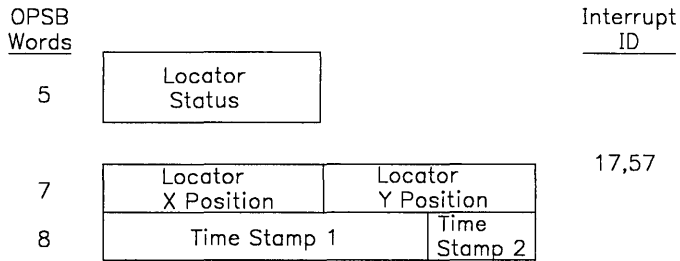 OPSB Words
Interrupt ID
5
Locator Status
17,57
7
Locator X Position
Locator Y Position
8
Time Stamp 1
Time Stamp 2